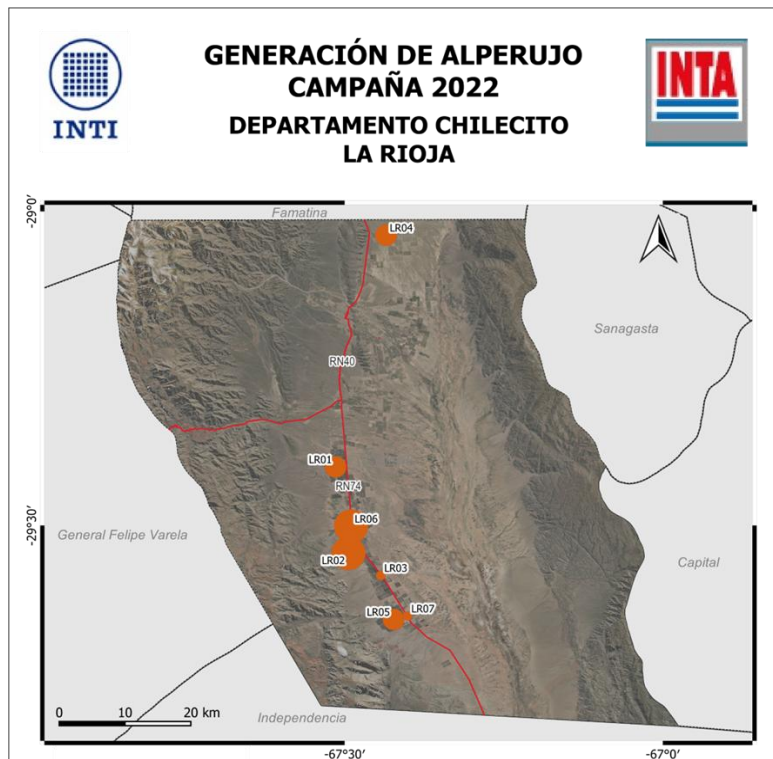 GENERACIÓN DE ALPERUJO
CAMPAÑA 2022
DEPARTAMENTO CHILECITO
LA RIOJA
INTI
INTA
-29°0'
Famatina
LR04
Sanagasta
RN40
LR01
RN74
-29°30'
LR06
General Felipe Varela
LR02
Capital
LR03
LR05
LR07
0 10 20 km
Independencia
-67°30'
-67°0'